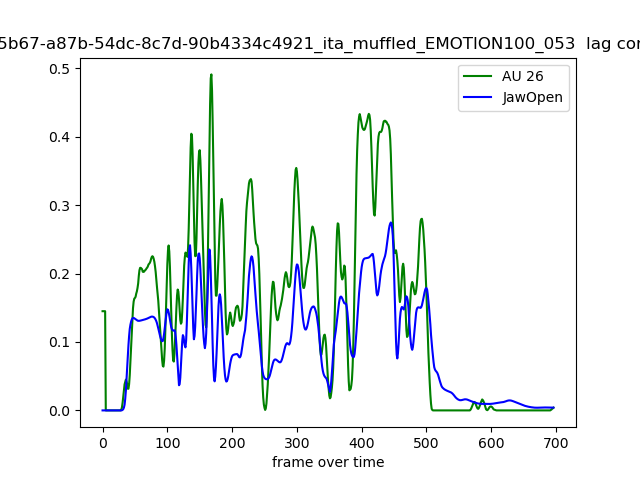 5b67-a87b-54dc-8c7d-90b4334c4921_ita_muffled_EMOTION100_053 lag
AU 26
JawOpen
0.5
0.4
0.3
0.2
0.1
0.0
0 100 200 300 400 500 600 700
frame over time